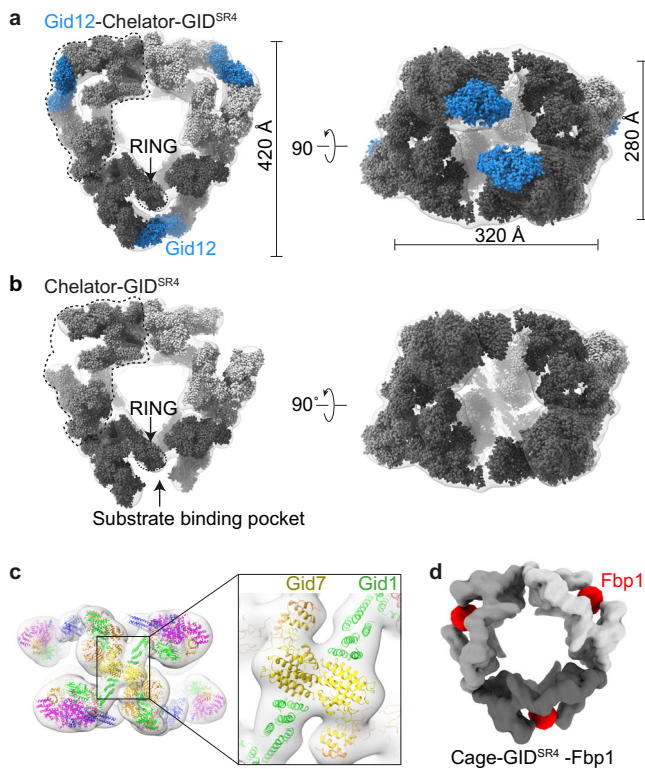 a
Gid12-Chelator-GIDSR4
RING
Gid12
420 Å
90
280 Å
320 Å
b
Chelator-GIDSR4
RING
Substrate binding pocket
90°
c
Gid7
Gid1
d
Fbp1
Cage-GIDSR4 -Fbp1